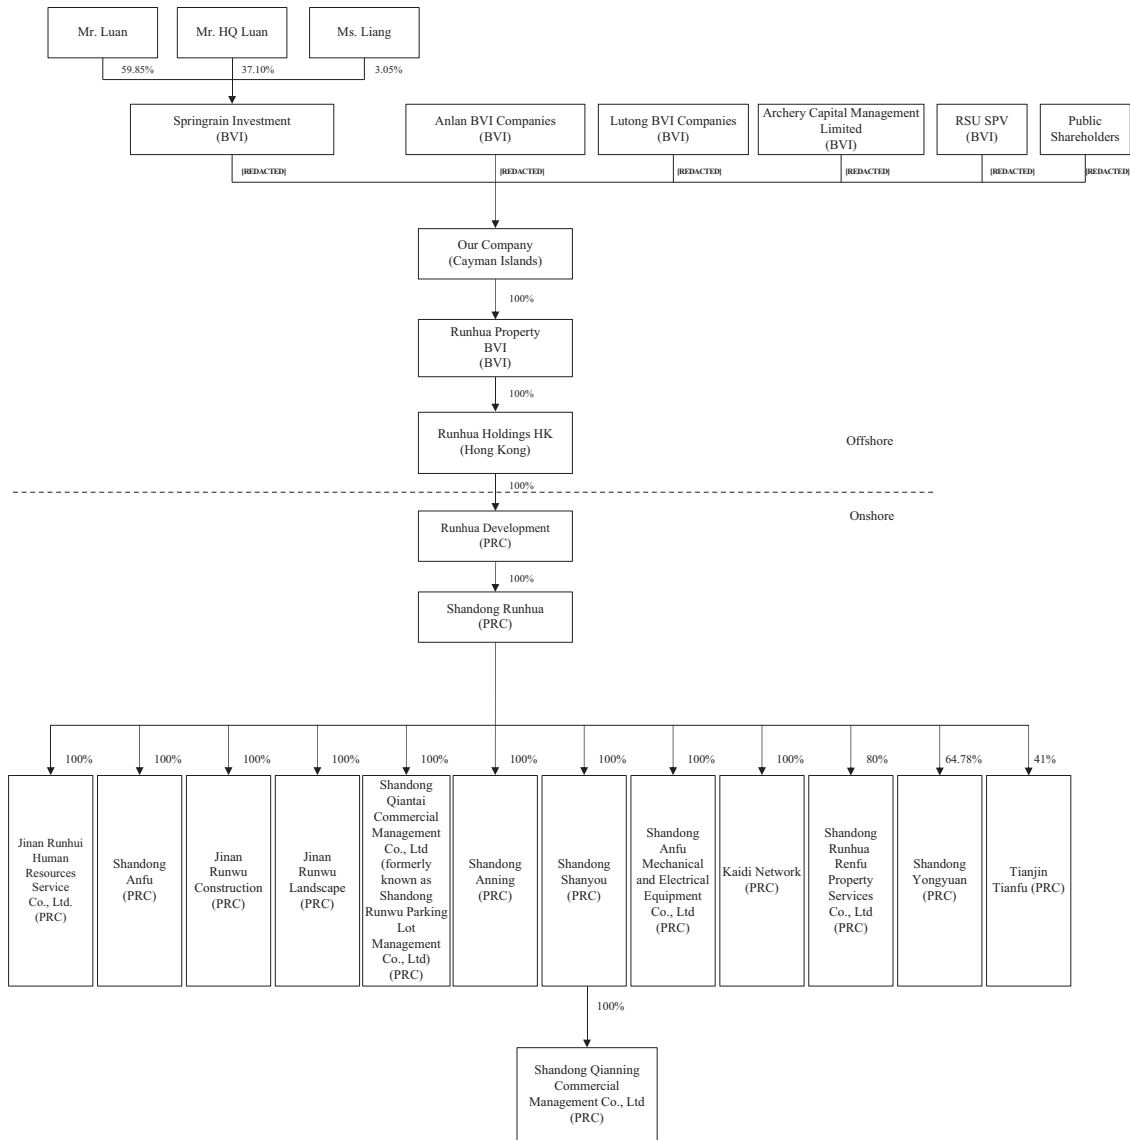 Mr. Luan
Mr. HQ Luan
Ms. Liang
59.85%
37.10%
3.05%
Springrain Investment
(BVI)
Anlan BVI Companies
(BVI)
Lutong BVI Companies
(BVI)
Archery Capital Management
Limited
(BVI)
RSU SPV
(BVI)
Public
Shareholders
[REDACTED]
[REDACTED]
[REDACTED]
[REDACTED]
[REDACTED]
[REDACTED]
Our Company
(Cayman Islands)
100%
Runhua Property
BVI
(BVI)
100%
Runhua Holdings HK
(Hong Kong)
Offshore
100%
Onshore
Runhua Development
(PRC)
100%
Shandong Runhua
(PRC)
100%
100%
100%
100%
100%
100%
100%
100%
100%
80%
64.78%
41%
Jinan Runhui
Human
Resources
Service
Co., Ltd.
(PRC)
Shandong
Anfu
(PRC)
Jinan
Runwu
Construction
(PRC)
Jinan
Runwu
Landscape
(PRC)
Shandog
Qiantai
Commercial
Management
Co., Ltd
(formerly
known as
Shandog
Runwu Parking
Lot
Management
Co., Ltd)
(PRC)
Shandong
Anning
(PRC)
Shandong
Shanyou
(PRC)
Shandong
Anfu
Mechanical
and Electrical
Equipment
Co., Ltd
(PRC)
Kaidi Network
(PRC)
Shandong
Runhua
Renfu
Property
Services
Co., Ltd
(PRC)
Shandong
Yongyuan
(PRC)
Tianjin
Tianfu (PRC)
100%
Shandong Qianning
Commercial
Management Co., Ltd
(PRC)